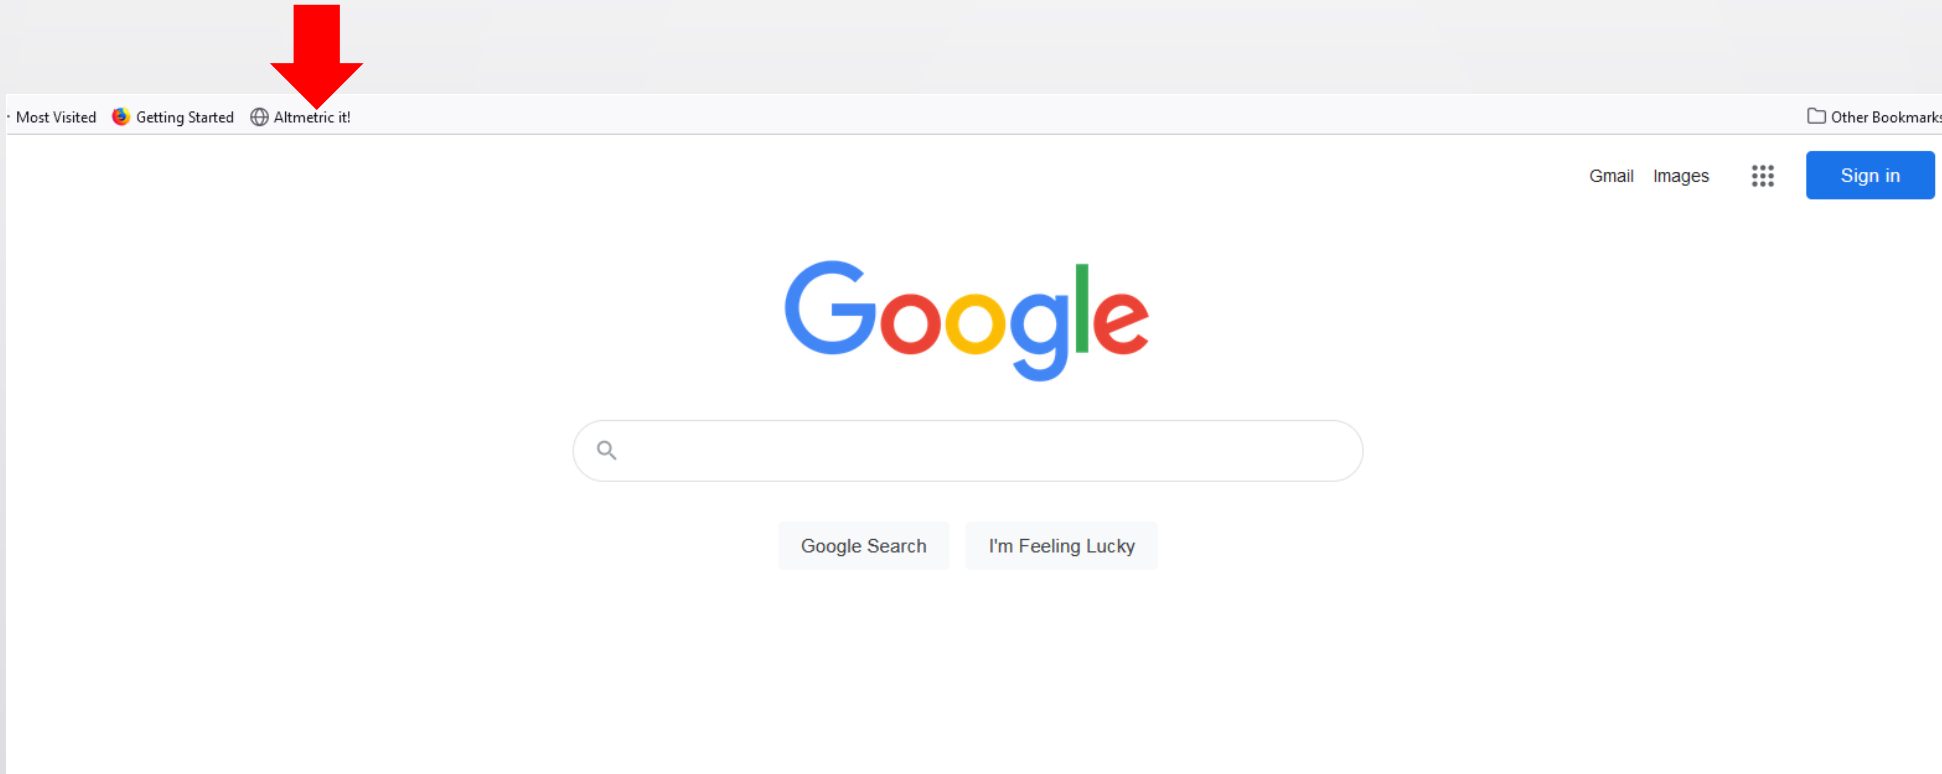 Most Visited Getting Started Altmetric it! Other Bookmarks
Gmail Images Sign in
Google
Google Search I'm Feeling Lucky